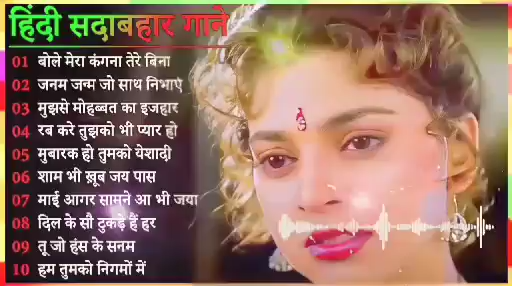 हिंदी सदाबहार गाने
01 बोले मेरा कंगना तेरे बिना
02 जनम जन्म जो साथ निभाएं
03 मुझसे मोहब्बत का इजहार
04 रब करे तुझको भी प्यार हो
05 मुबारक हो तुमको येशादी
06 शाम भी ख़ूब जय पास
07 माई आगर सामने आ भी जया
08 दिल के सौ टुकड़े हैं हर
09 तू जो हंस के सनम
10 हम तुमको निगमों में